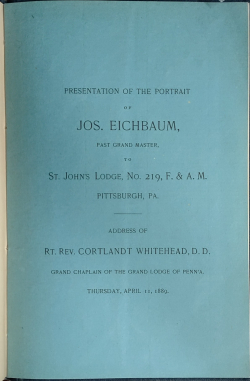 PRESENTATION OF THE PORTRAIT
OF
JOS. EICHBAUM,
PAST GRAND MASTER,
TO
ST. JOHN'S LODGE, NO. 219, F. & A. M.
PITTSBURGH, PA.
ADDRESS OF
RT. REV. CORTLANDT WHITEHEAD, D. D.
GRAND CHAPLAIN OF THE GRAND LODGE OF PENN'A,
THURSDAY, APRIL 11, 1889.